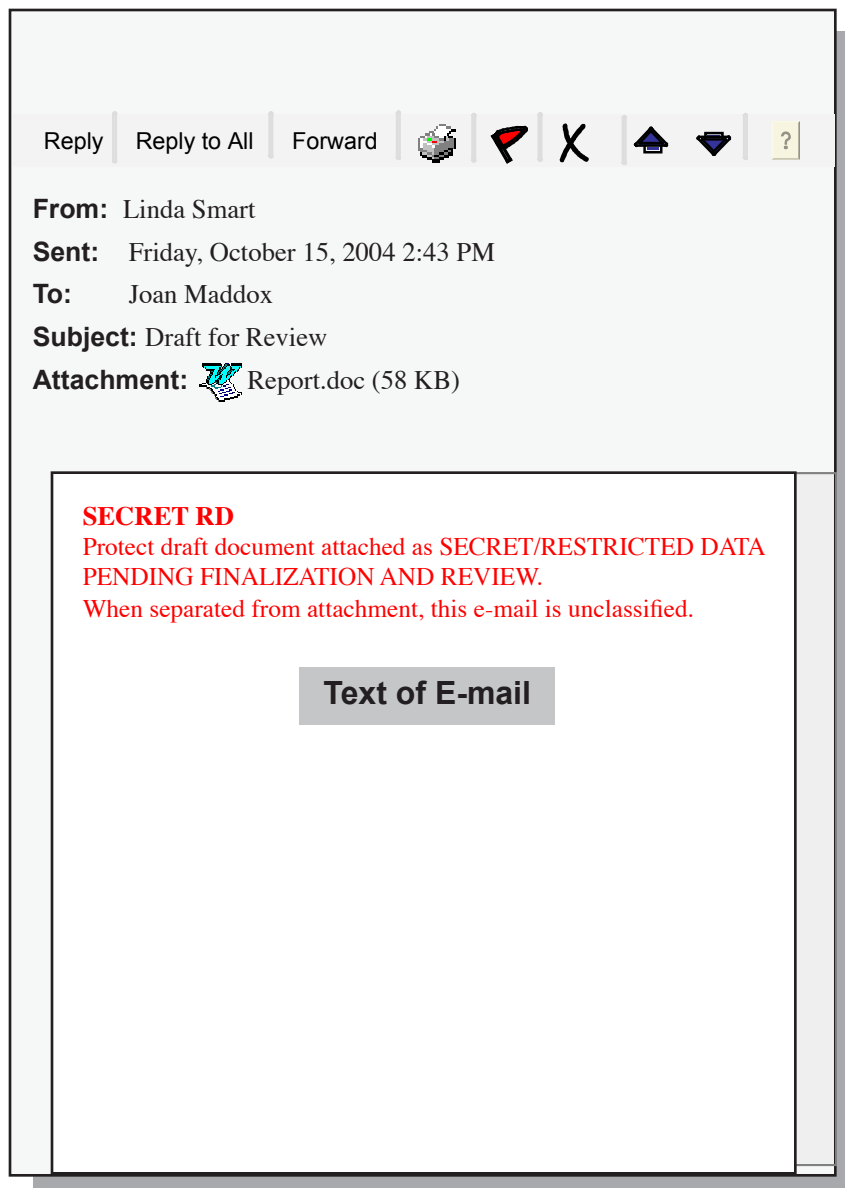 Reply Reply to All Forward ?
From: Linda Smart
Sent: Friday, October 15, 2004 2:43 PM
To: Joan Maddox
Subject: Draft for Review
Attachment: W Report.doc (58 KB)
SECRET RD
Protect draft document attached as SECRET/RESTRICTED DATA
PENDING FINALIZATION AND REVIEW.
When separated from attachment, this e-mail is unclassified.
Text of E-mail